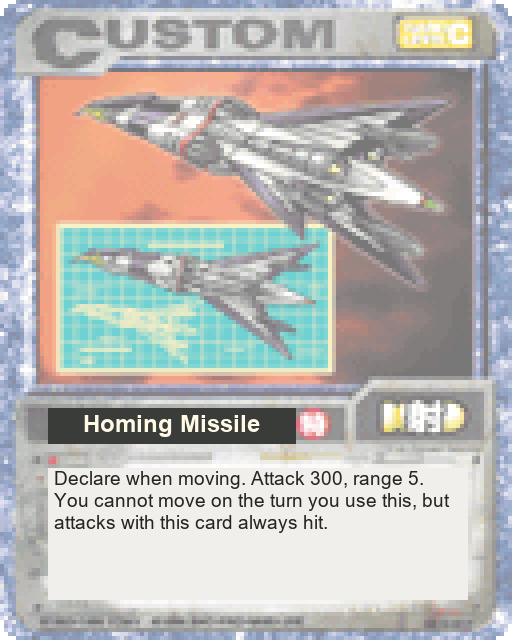 CUSTOM
Homing Missile
Declare when moving. Attack 300, range 5.
You cannot move on the turn you use this, but
attacks with this card always hit.